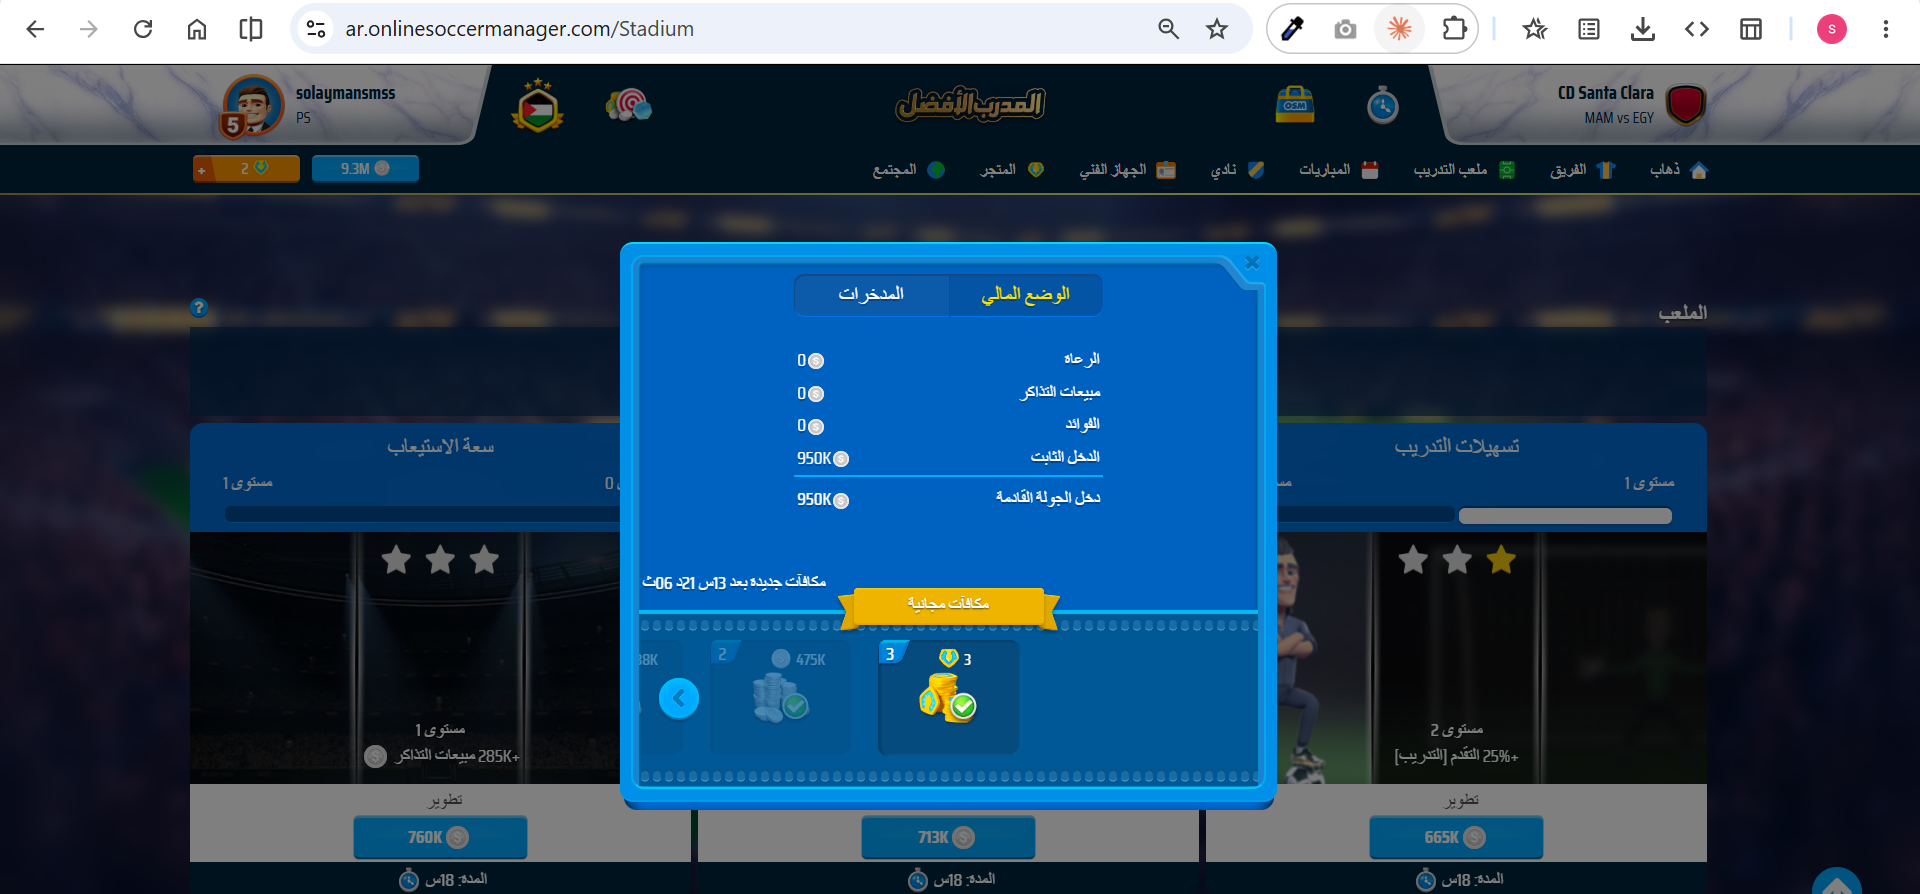 ar.onlinesoccermanager.com/Stadium
S
solaymansmss
PS
5
المدرب الأفضل
OSM
CD Santa Clara
MAM vs EGY
+ 2
9.3M
ذهاب
الفريق
ملعب التدريب
المباريات
نادي
الجهاز الفني
المتجر
المجتمع
الملعب
?
الوضع المالي
المدخرات
الرعاة 0
مبيعات التذاكر 0
الفوائد 0
الدخل الثابت 950K
دخل الجولة القادمة 950K
مكافآت جديدة بعد 13س 21د 06ث
مكافآت مجانية
3
3
2
475K
38K
تسهيلات التدريب
مستوى 1
مستوى 2
+25% التقدم [التدريب]
تطوير
665K
المدة: 18س
713K
المدة: 18س
سعة الاستيعاب
0
مستوى 1
مستوى 1
+285K مبيعات التذاكر
تطوير
760K
المدة: 18س